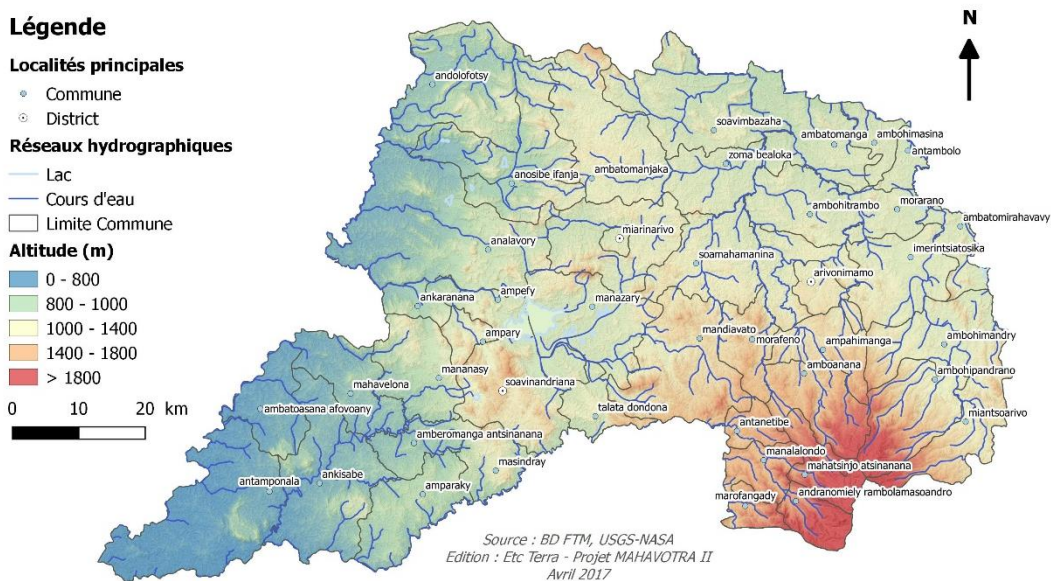 Légende
Localités principales
Commune
District
Réseaux hydrographiques
Lac
Cours d'eau
Limite Commune
Altitude (m)
0 - 800
800 - 1000
1000 - 1400
1400 - 1800
> 1800
0 10 20 km
N
andolofotsy
soavimbazaha
ambatomanga
ambohimasina
antambolo
zoma bealoka
anosibe ifanja
ambatomanjaka
ambohitrambo
morarano
ambatomirahavavy
miarinarivo
analavory
imerintsiatosika
soamahamanina
arivonimamo
ampefy
ankaranana
manazary
ampary
mandiavato
morafeno
ampahimanga
ambohimandry
mananasy
amboanana
ambohipandrano
soavinandriana
mahavelona
ambatoasana afovoany
talata dondona
miantsoarivo
antanetibe
amberomanga antsinanana
manalalondo
masindray
mahatsinjo atsinanana
ankisabe
antamponala
amparaky
marofangady
andranomiely rambolamasoandro
Source : BD FTM, USGS-NASA
Edition : Etc Terra - Projet MAHAVOTRA II
Avril 2017